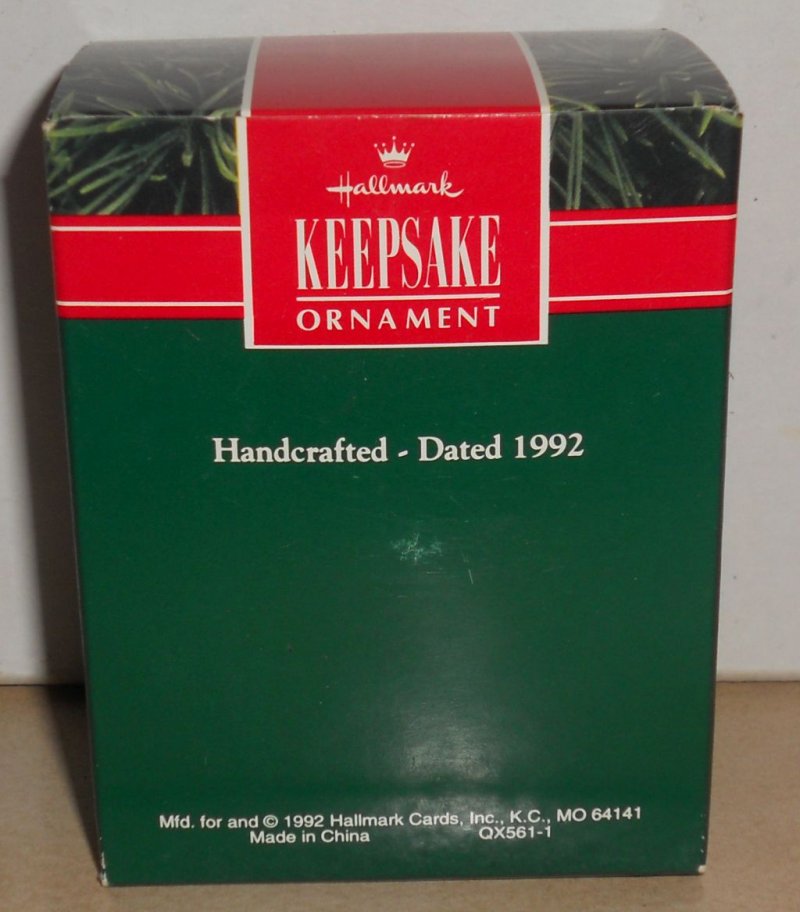 Hallmark
KEEPSAKE
ORNAMENT
Handcrafted - Dated 1992
Mfd. for and © 1992 Hallmark Cards, Inc., K.C., MO 64141
Made in China QX561-1